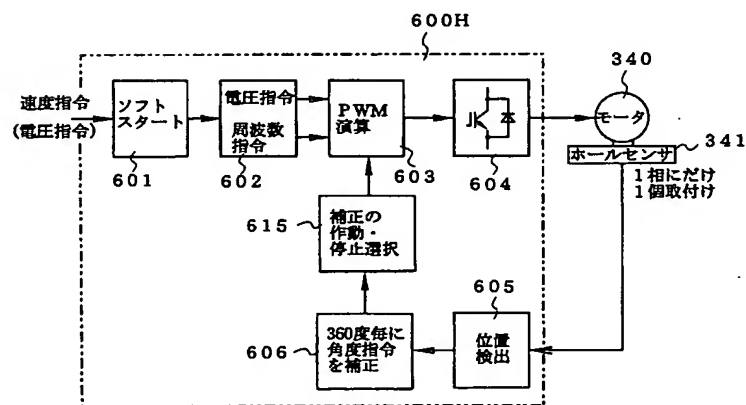 600H
速度指令
(電圧指令)
ソフト
スタート
601
電圧指令
周波数
指令
602
PWM
演算
603
604
340
モータ
ホールセンサ
341
1相にだけ
1個取付け
615
補正の
作動・
停止選択
606
360度毎に
角度指令
を補正
605
位置
検出